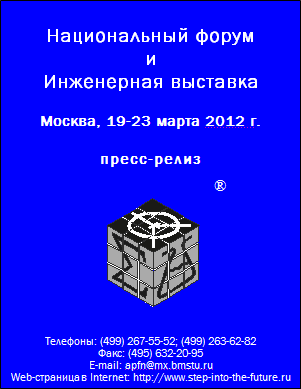 Национальный форум
и
Инженерная выставка
Москва, 19-23 марта 2012 г.
пресс-релиз
®
Телефоны: (499) 267-55-52; (499) 263-62-82
Факс: (495) 632-20-95
E-mail: apfn@mx.bmstu.ru
Web-страница в Internet: http://www.step-into-the-future.ru